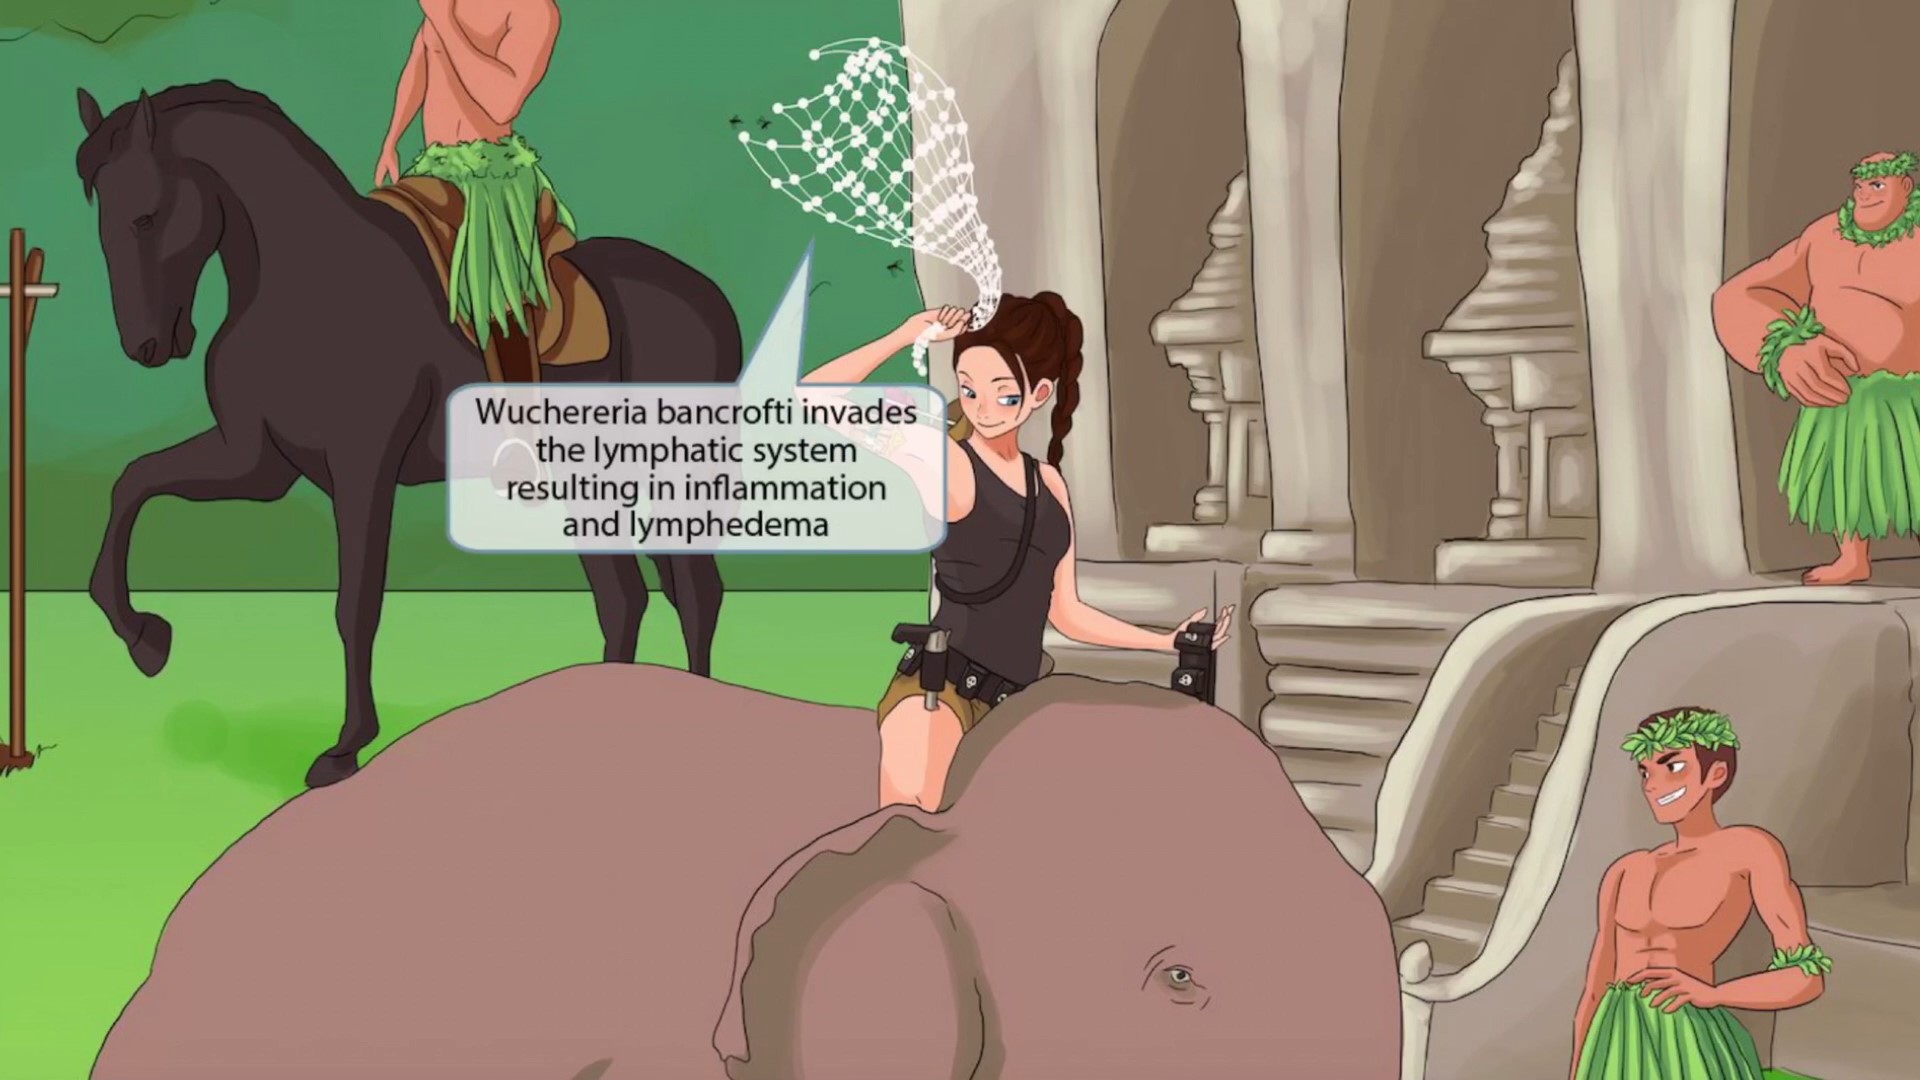 Wuchereria bancrofti invades
the lymphatic system
resulting in inflammation
and lymphedema